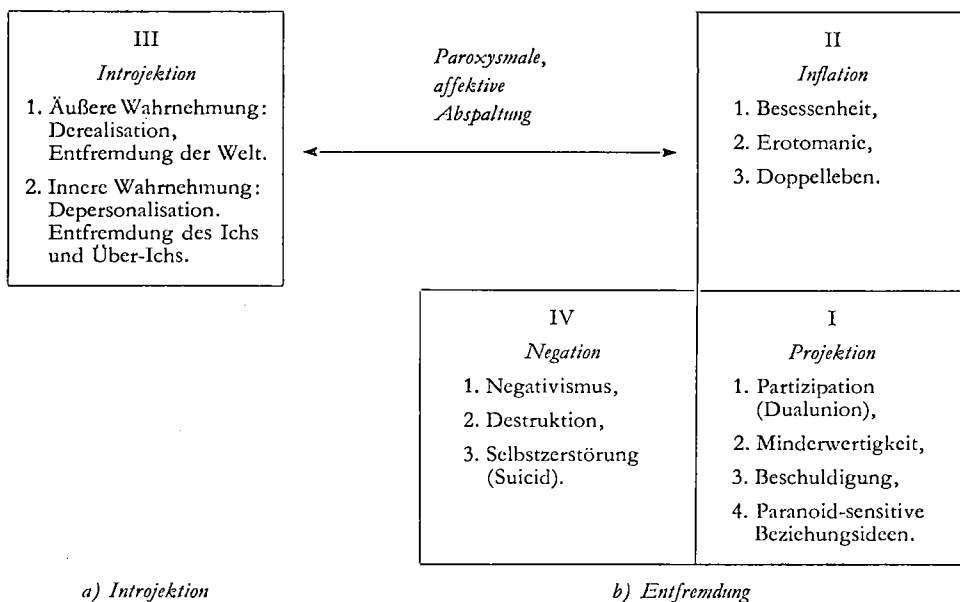 III
Introjektion
1. Äußere Wahrnehmung:
Derealisation,
Entfremdung der Welt.
2. Innere Wahrnehmung:
Depersonalisation.
Entfremdung des Ichs
und Über-Ichs.
Paroxysmale,
affektive
Abspaltung
II
Inflation
1. Besessenheit,
2. Erotomanie,
3. Doppelleben.
IV
Negation
1. Negativismus,
2. Destruktion,
3. Selbstzerstörung
(Suicid).
I
Projektion
1. Partizipation
(Dualunion),
2. Minderwertigkeit,
3. Beschuldigung,
4. Paranoid-sensitive
Beziehungsideen.
a) Introjektion
b) Entfremdung